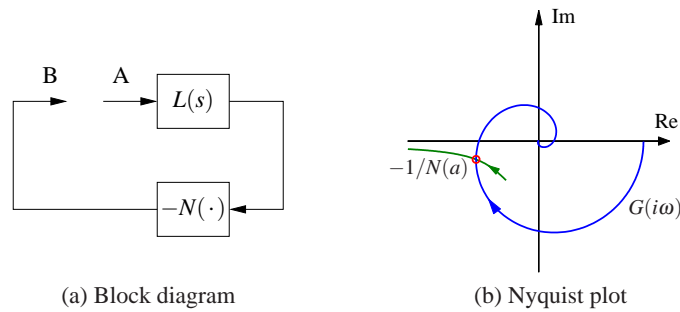 B
A
L(s)
−N(·)
(a) Block diagram
Im
Re
−1/N(a)
G(iω)
(b) Nyquist plot